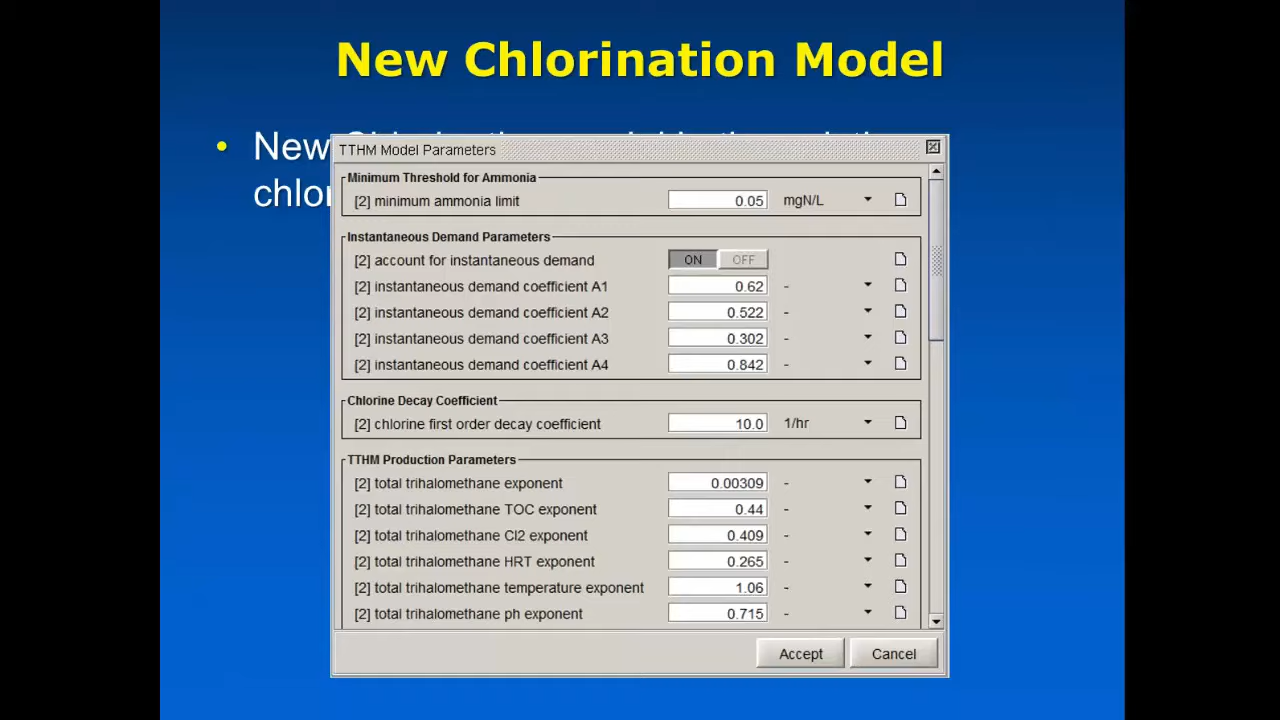 New Chlorination Model
• New
TTHM Model Parameters
Minimum Threshold for Ammonia
[2] minimum ammonia limit 0.05 mgN/L
Instantaneous Demand Parameters
[2] account for instantaneous demand ON OFF
[2] instantaneous demand coefficient A1 0.62 -
[2] instantaneous demand coefficient A2 0.522 -
[2] instantaneous demand coefficient A3 0.302 -
[2] instantaneous demand coefficient A4 0.842 -
Chlorine Decay Coefficient
[2] chlorine first order decay coefficient 10.0 1/hr
TTHM Production Parameters
[2] total trihalomethane exponent 0.00309 -
[2] total trihalomethane TOC exponent 0.44 -
[2] total trihalomethane Cl2 exponent 0.409 -
[2] total trihalomethane HRT exponent 0.265 -
[2] total trihalomethane temperature exponent 1.06 -
[2] total trihalomethane ph exponent 0.715 -
Accept Cancel